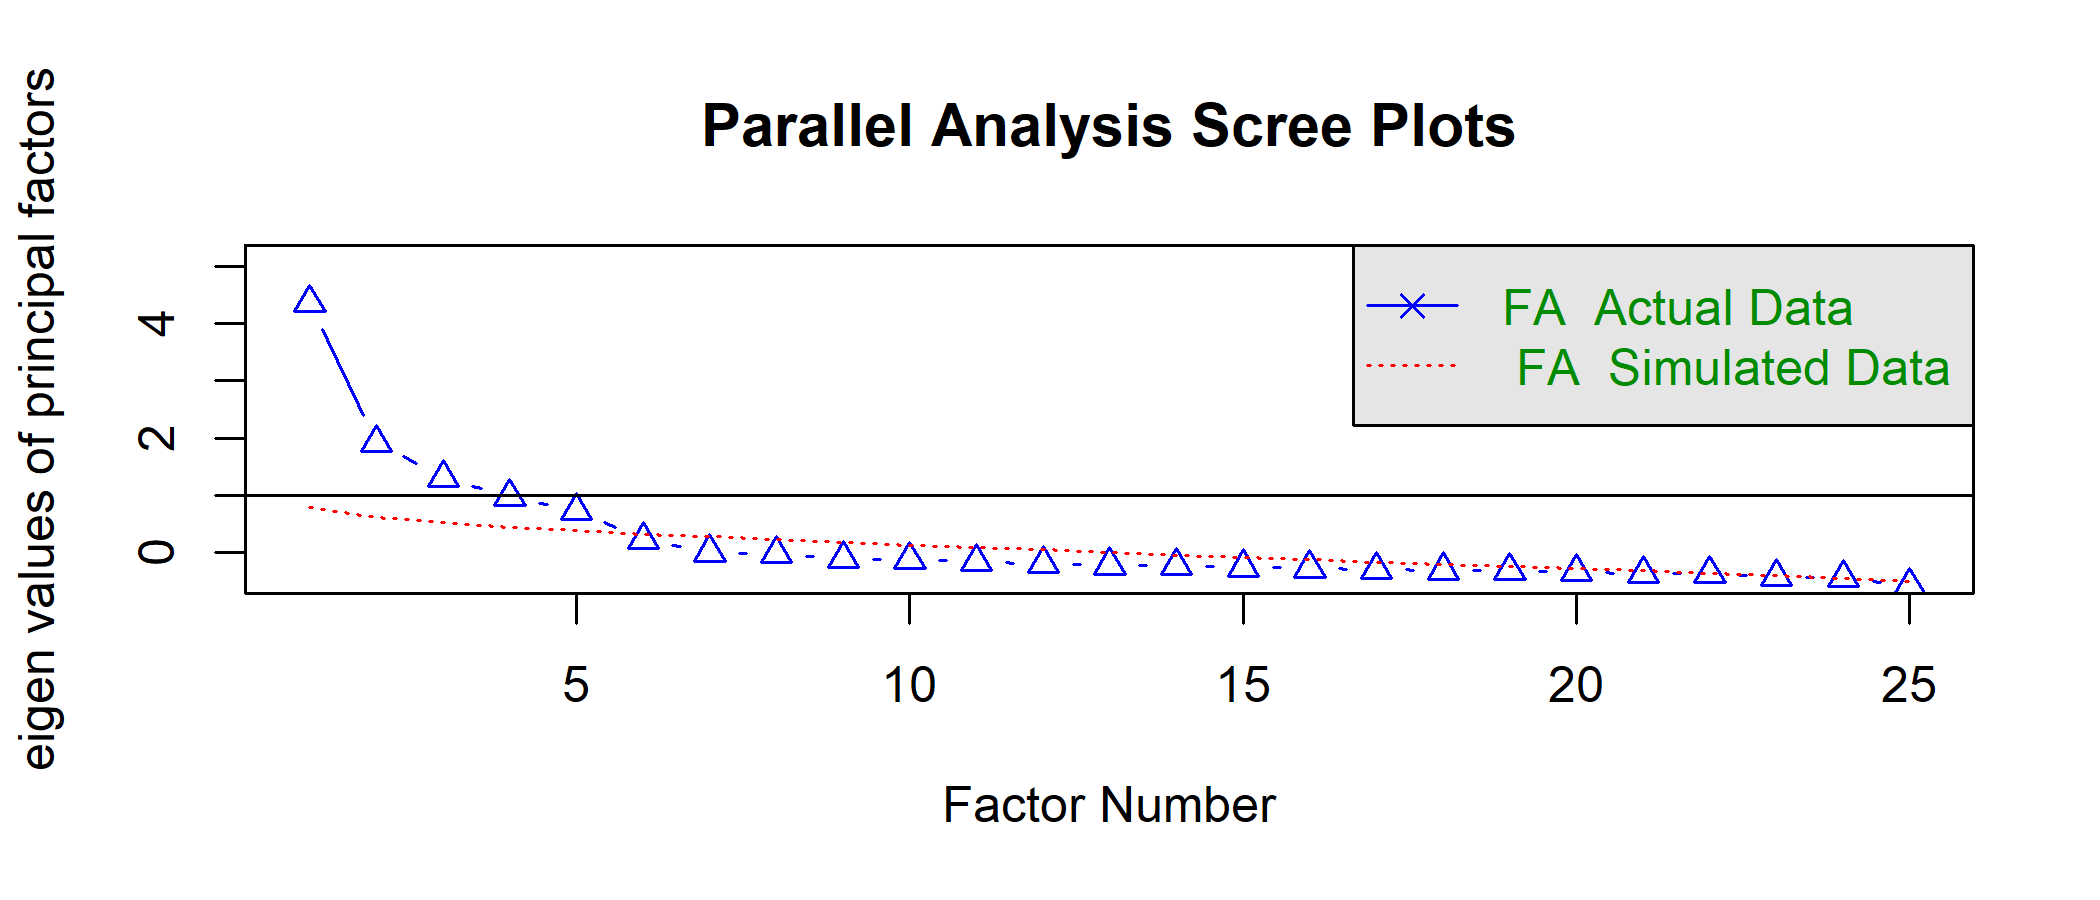 Parallel Analysis Scree Plots
eigen values of principal factors
4
2
0
FA  Actual Data
FA  Simulated Data
5
10
15
20
25
Factor Number